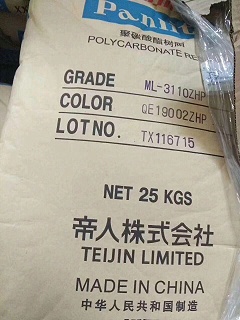 Panlite
聚碳酸酯树脂
POLYCARBONATE RE
GRADE ML-3110ZHP
COLOR QE19002ZHP
LOT NO. TX116715
NET 25 KGS
帝人株式会社
TEIJIN LIMITED
MADE IN CHINA
中华人民共和国制造